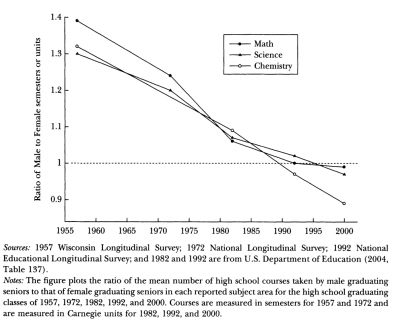 Ratio of Male to Female semesters or units
1.4
1.3
1.2
1.1
1
0.9
Math
Science
Chemistry
1955 1960 1965 1970 1975 1980 1985 1990 1995 2000
Sources: 1957 Wisconsin Longitudinal Survey; 1972 National Longitudinal Survey; 1992 National
Educational Longitudinal Survey; and 1982 and 1992 are from U.S. Department of Education (2004,
Table 137).
Notes: The figure plots the ratio of the mean number of high school courses taken by male graduating
seniors to that of female graduating seniors in each reported subject area for the high school graduating
classes of 1957, 1972, 1982, 1992, and 2000. Courses are measured in semesters for 1957 and 1972 and
are measured in Carnegie units for 1982, 1992, and 2000.